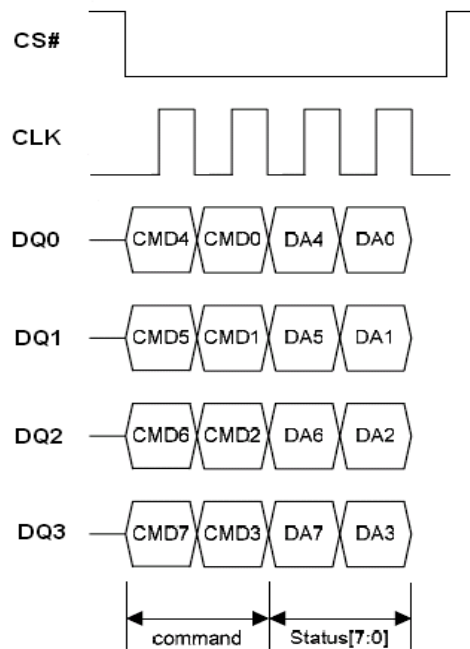 CS#
CLK
DQ0 CMD4 CMD0 DA4 DA0
DQ1 CMD5 CMD1 DA5 DA1
DQ2 CMD6 CMD2 DA6 DA2
DQ3 CMD7 CMD3 DA7 DA3
command Status[7:0]